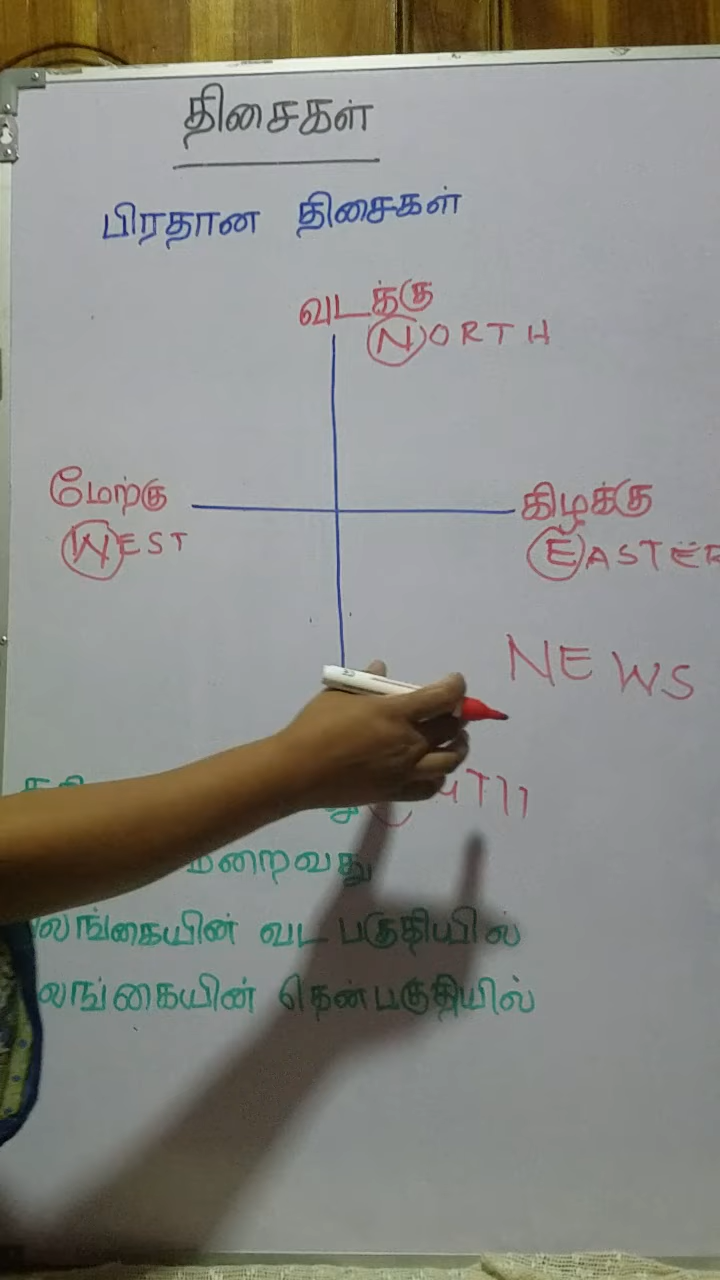 திசைகள்
பிரதான திசைகள்
வடக்கு
NORTH
மேற்கு
கிழக்கு
WEST
EASTER
NEWS
மறைவது
லங்கையின் வட பகுதியில்
லங்கையின் தென்பகுதியில்